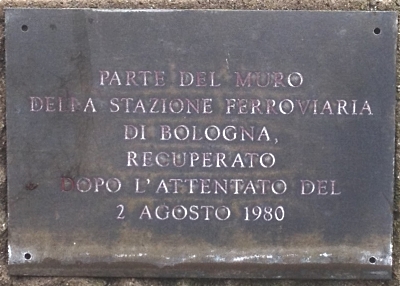 PARTE DEL MURO
DELLA STAZIONE FERROVIARIA
DI BOLOGNA,
RECUPERATO
DOPO L'ATTENTATO DEL
2 AGOSTO 1980